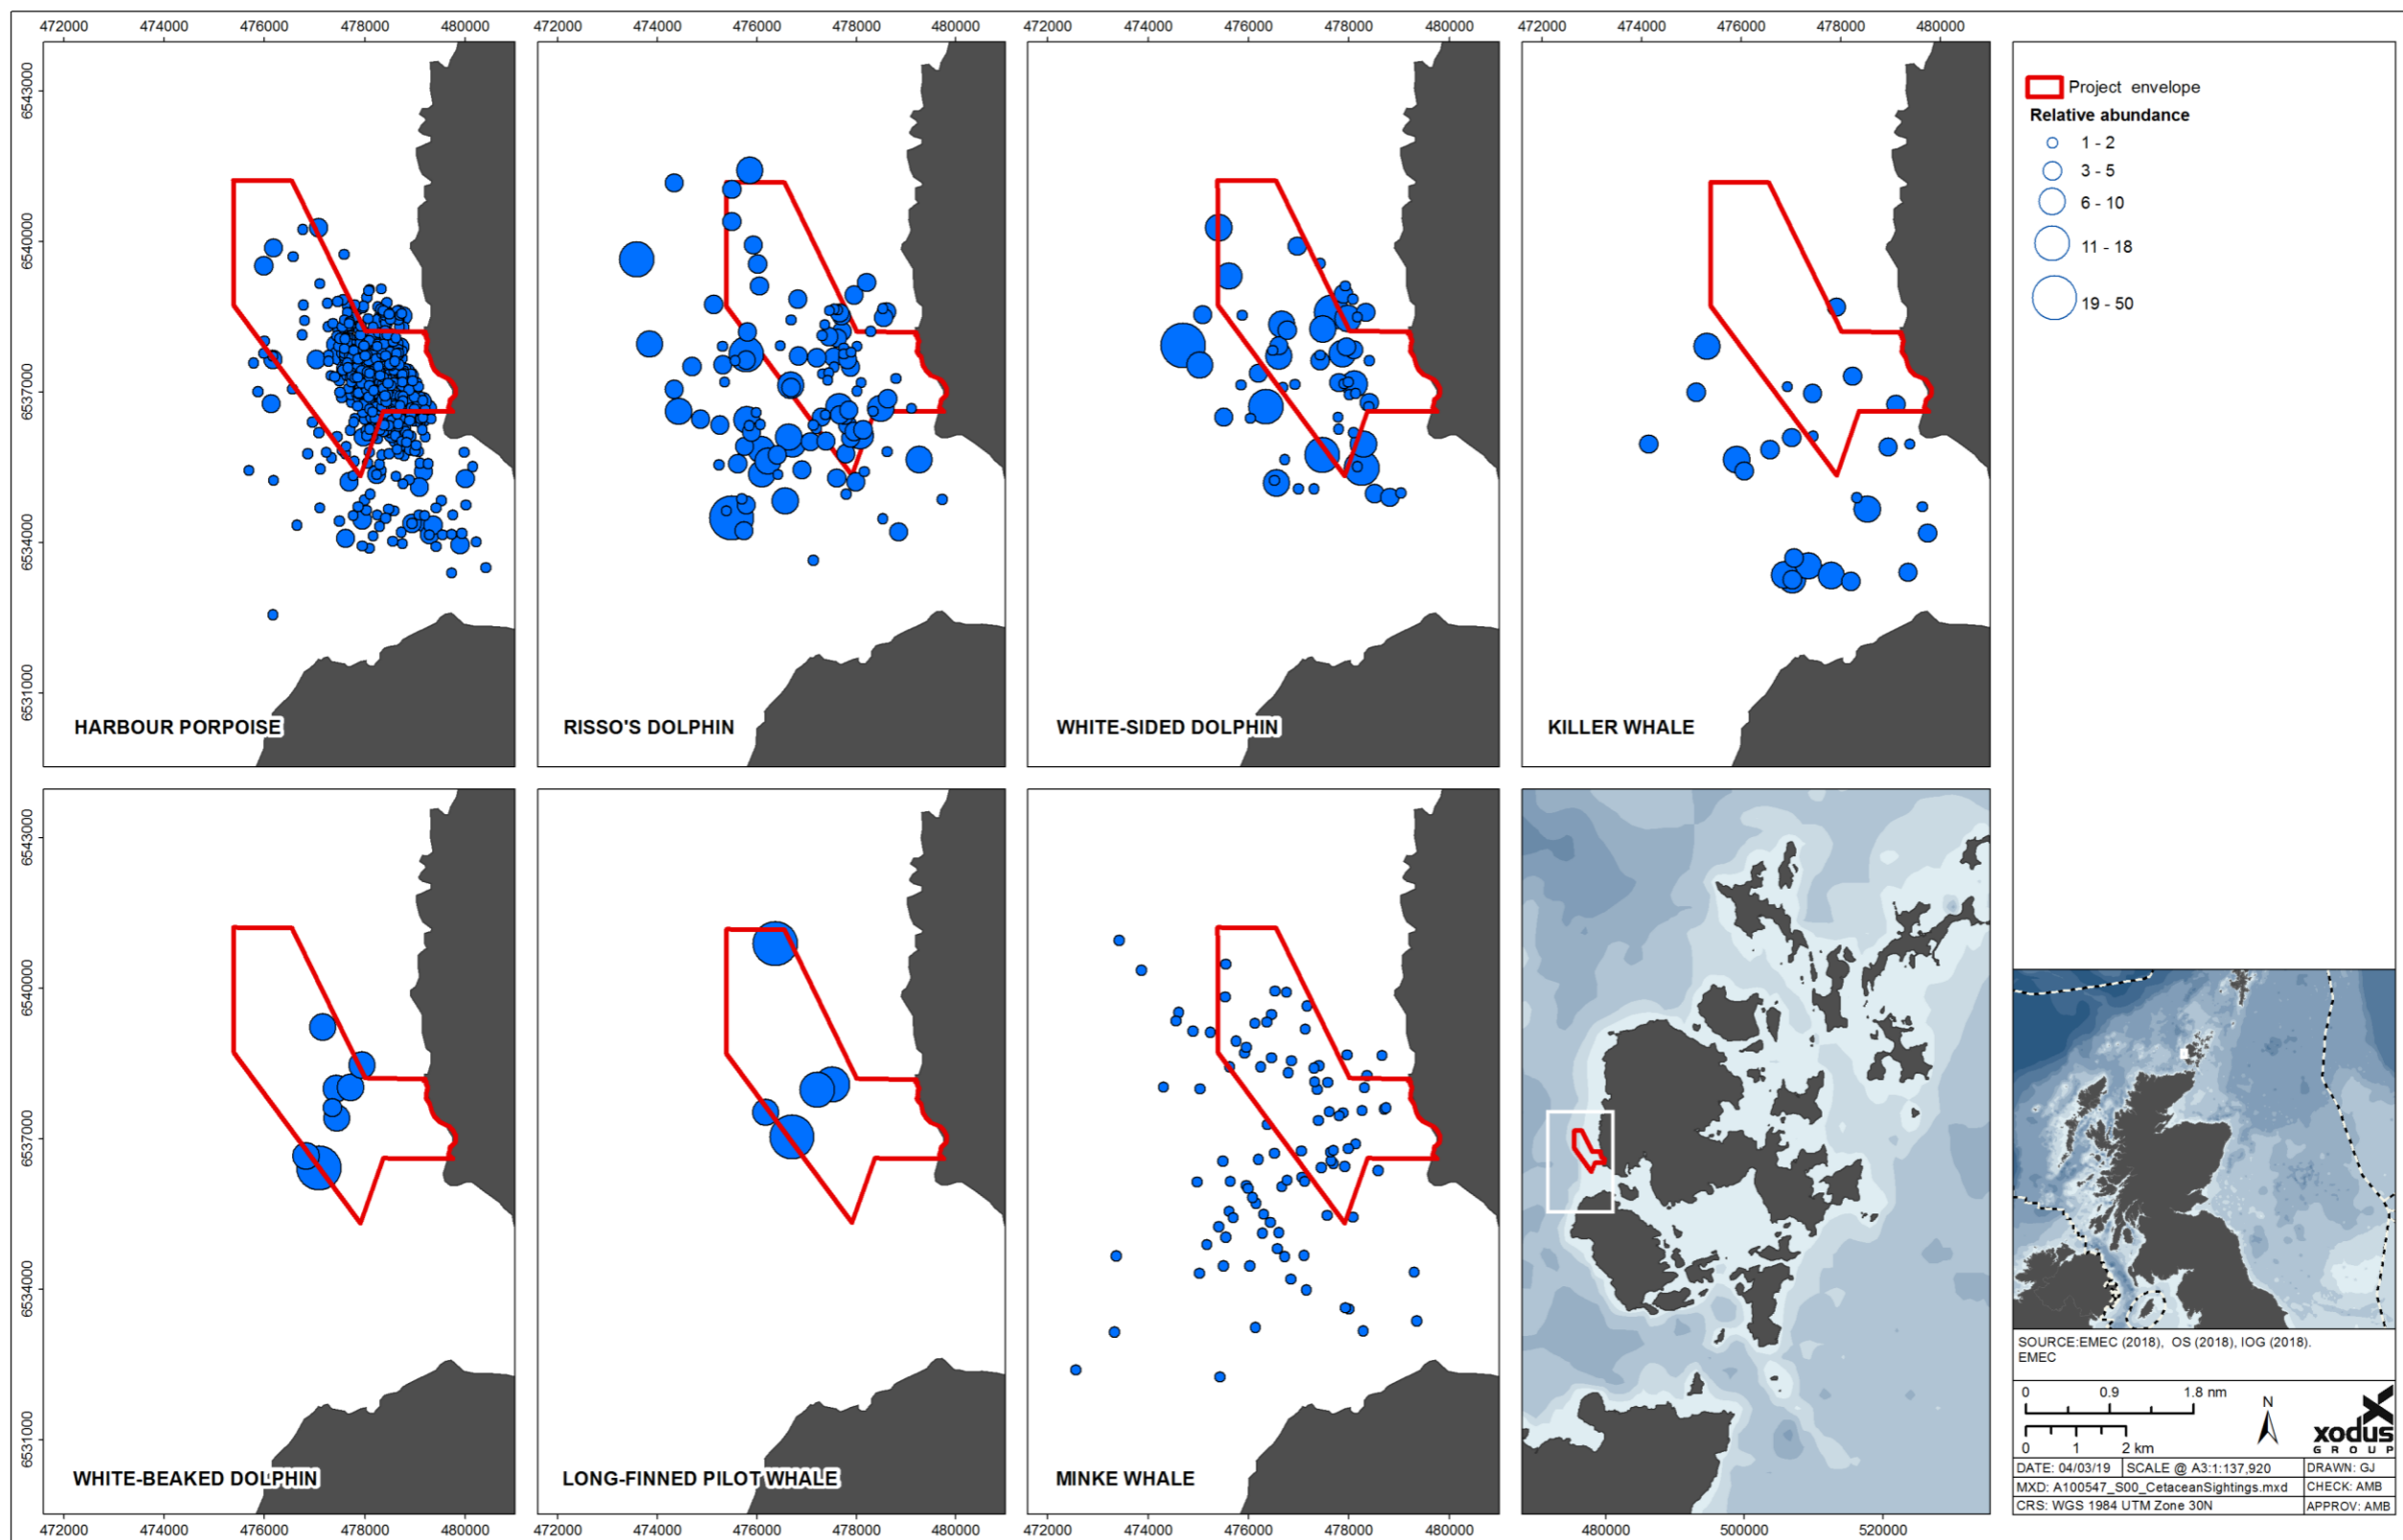 472000 474000 476000 478000 480000 472000 474000 476000 478000 480000 472000 474000 476000 478000 480000 472000 474000 476000 478000 480000
6543000
6540000
6537000
6534000
6531000
HARBOUR PORPOISE
RISSO'S DOLPHIN
WHITE-SIDED DOLPHIN
KILLER WHALE
Project envelope
Relative abundance
1 - 2
3 - 5
6 - 10
11 - 18
19 - 50
6543000
6540000
6537000
6534000
6531000
WHITE-BEAKED DOLPHIN
LONG-FINNED PILOT WHALE
MINKE WHALE
472000 474000 476000 478000 480000 472000 474000 476000 478000 480000 472000 474000 476000 478000 480000 480000 500000 520000
SOURCE:EMEC (2018), OS (2018), IOG (2018).
EMEC
0 0.9 1.8 nm
0 1 2 km
N
xodus
GROUP
DATE: 04/03/19 SCALE @ A3:1:137,920 DRAWN: GJ
MXD: A100547_S00_CetaceanSightings.mxd CHECK: AMB
CRS: WGS 1984 UTM Zone 30N APPROV: AMB